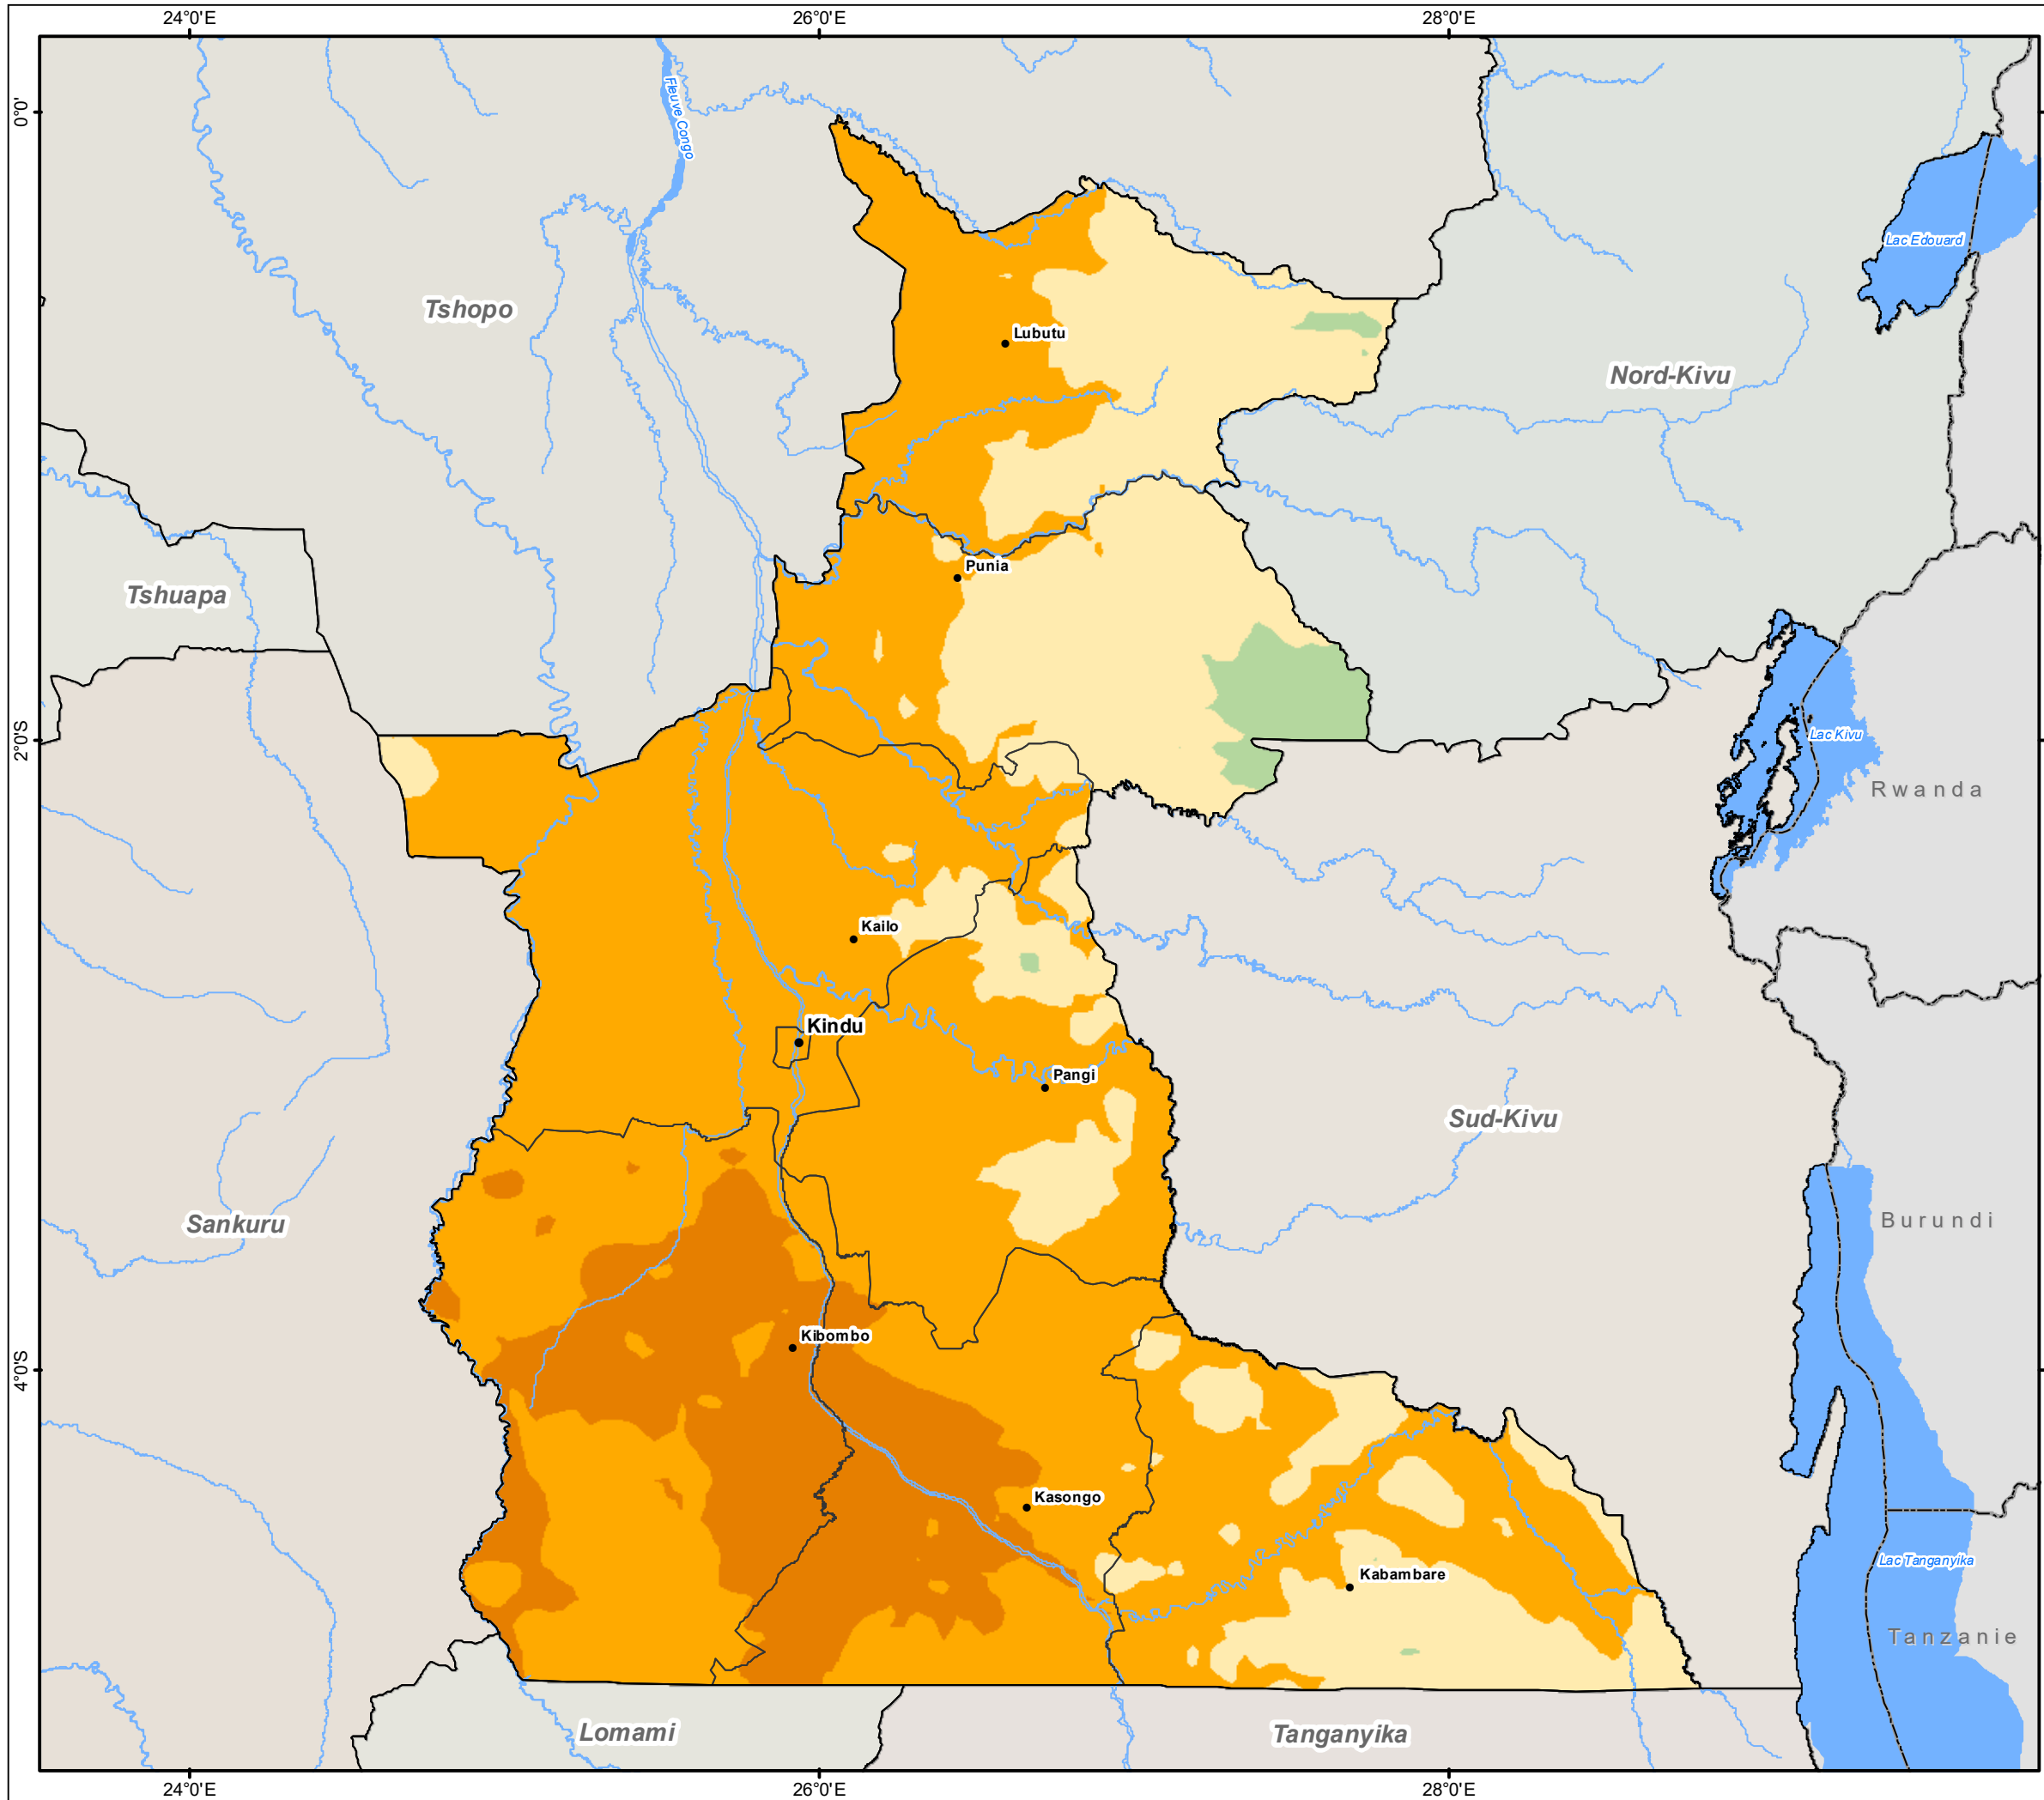 24°0'E
26°0'E
28°0'E
0°0'
Fleuve Congo
Lac Edouard
Tshopo
Lubutu
Nord-Kivu
Punia
Tshuapa
2°0'S
Lac Kivu
Rwanda
Kailo
Kindu
Pangi
Sud-Kivu
Sankuru
Burundi
Kibombo
4°0'S
Kasongo
Lac Tanganyika
Kabambare
Tanzanie
Lomami
Tanganyika
24°0'E
26°0'E
28°0'E